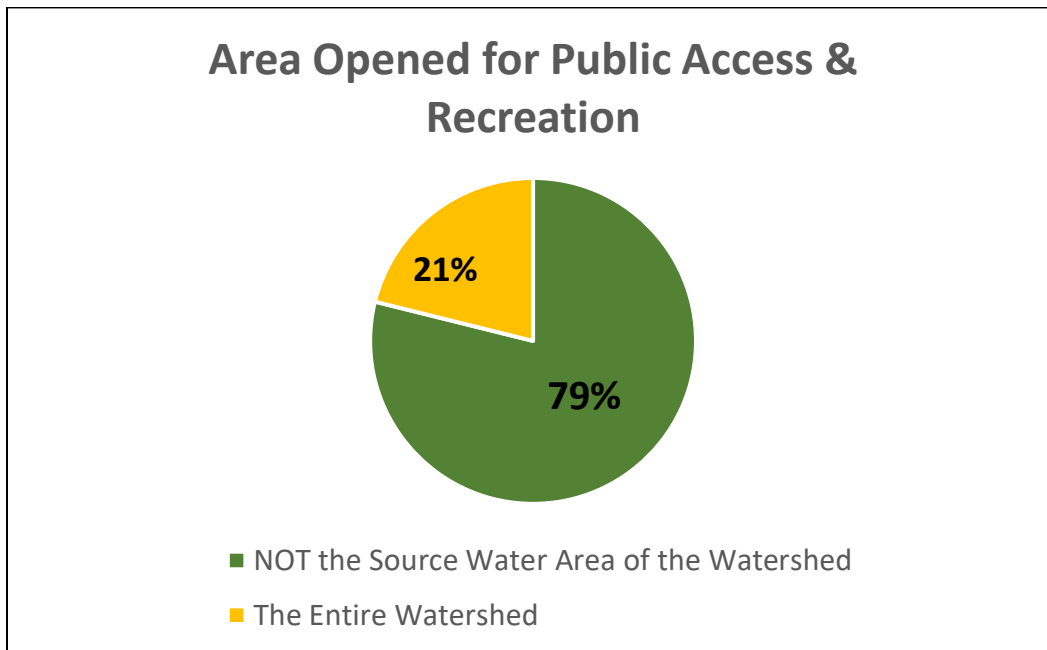 Area Opened for Public Access &
Recreation
21%
79%
NOT the Source Water Area of the Watershed
The Entire Watershed